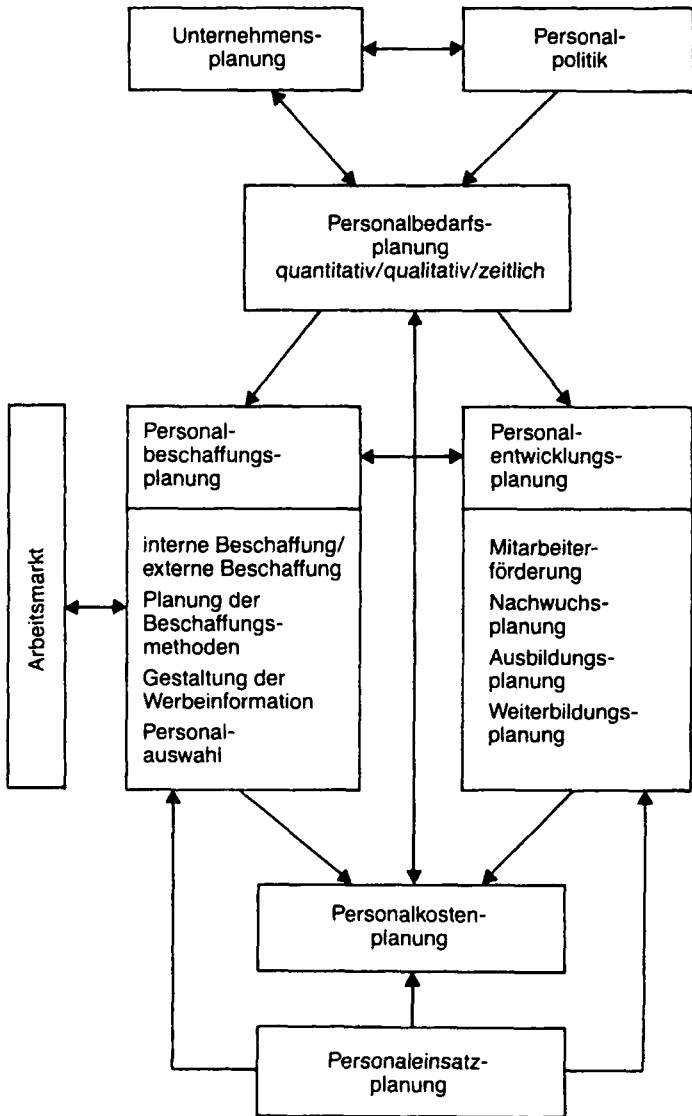 Unternehmens-
planung
Personal-
politik
Personalbedarfs-
planung
quantitativ/qualitativ/zeitlich
Arbeitsmarkt
Personal-
beschaffungs-
planung
interne Beschaffung/
externe Beschaffung
Planung der
Beschaffungs-
methoden
Gestaltung der
Werbeinformation
Personal-
auswahl
Personal-
entwicklungs-
planung
Mitarbeiter-
förderung
Nachwuchs-
planung
Ausbildungs-
planung
Weiterbildungs-
planung
Personalkosten-
planung
Personaleinsatz-
planung